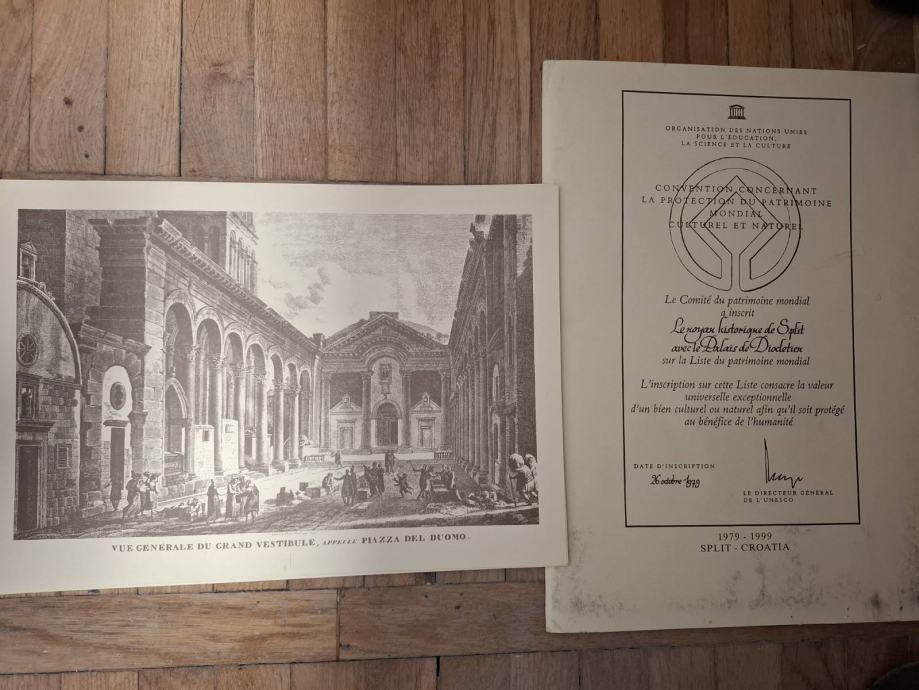 VUE GENERALE DU GRAND VESTIBULE, APPELLÉ PIAZZA DEL DUOMO.
ORGANISATION DES NATIONS UNIES
POUR L'ÉDUCATION,
LA SCIENCE ET LA CULTURE
CONVENTION CONCERNANT
LA PROTECTION DU PATRIMOINE
MONDIAL
CULTUREL ET NATUREL
Le Comité du patrimoine mondial
a inscrit
Le noyau historique de Split
avec le Palais de Dioclétien
sur la Liste du patrimoine mondial
L'inscription sur cette Liste consacre la valeur
universelle exceptionnelle
d'un bien culturel ou naturel afin qu'il soit protégé
au bénéfice de l'humanité
DATE D'INSCRIPTION
26 octobre 1979
LE DIRECTEUR GÉNÉRAL
DE L'UNESCO
1979 - 1999
SPLIT - CROATIA